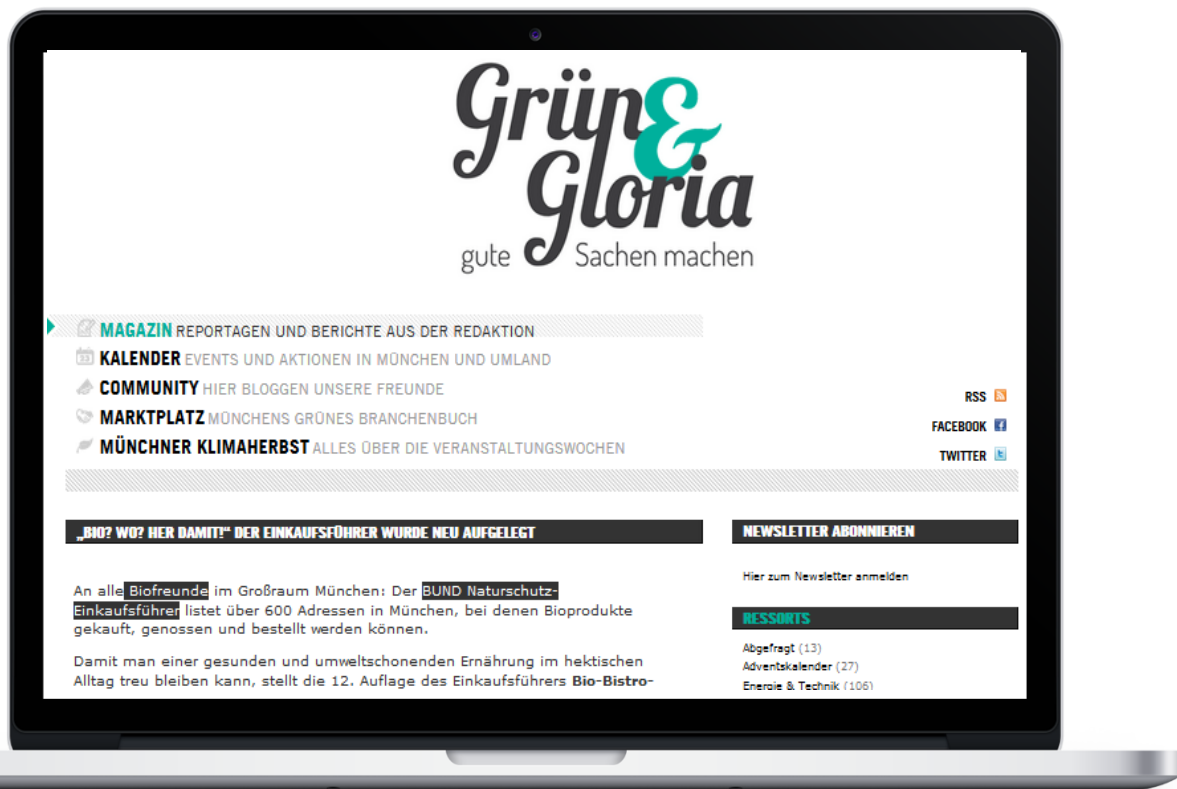 Grün&
Gloria
gute Sachen machen
MAGAZIN REPORTAGEN UND BERICHTE AUS DER REDAKTION
KALENDER EVENTS UND AKTIONEN IN MÜNCHEN UND UMLAND
COMMUNITY HIER BLOGGEN UNSERE FREUNDE
MARKTPLATZ MÜNCHENS GRÜNES BRANCHENBUCH
MÜNCHNER KLIMAHERBST ALLES ÜBER DIE VERANSTALTUNGSWOCHEN
RSS
FACEBOOK
TWITTER
„BIO? WO? HER DAMIT!“ DER EINKAUFSFÜHRER WURDE NEU AUFGELEGT
An alle Biofreunde im Großraum München: Der BUND Naturschutz-
Einkaufsführer listet über 600 Adressen in München, bei denen Bioprodukte
gekauft, genossen und bestellt werden können.
Damit man einer gesunden und umweltschonenden Ernährung im hektischen
Alltag treu bleiben kann, stellt die 12. Auflage des Einkaufsführers Bio-Bistro-
NEWSLETTER ABONNIEREN
Hier zum Newsletter anmelden
RESSORTS
Abgefragt (13)
Adventskalender (27)
Energie & Technik (106)